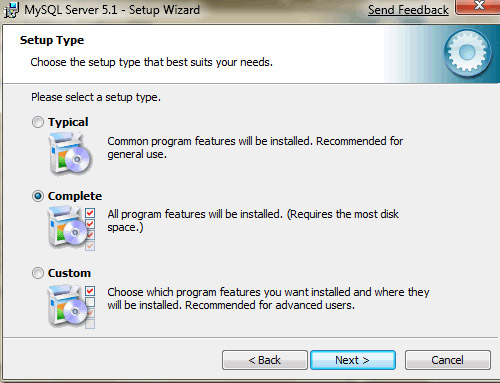 MySQL Server 5.1 - Setup Wizard
Send Feedback
Setup Type
Choose the setup type that best suits your needs.
Please select a setup type.
Typical
Common program features will be installed. Recommended for
general use.
Complete
All program features will be installed. (Requires the most disk
space.)
Custom
Choose which program features you want installed and where they
will be installed. Recommended for advanced users.
< Back
Next >
Cancel